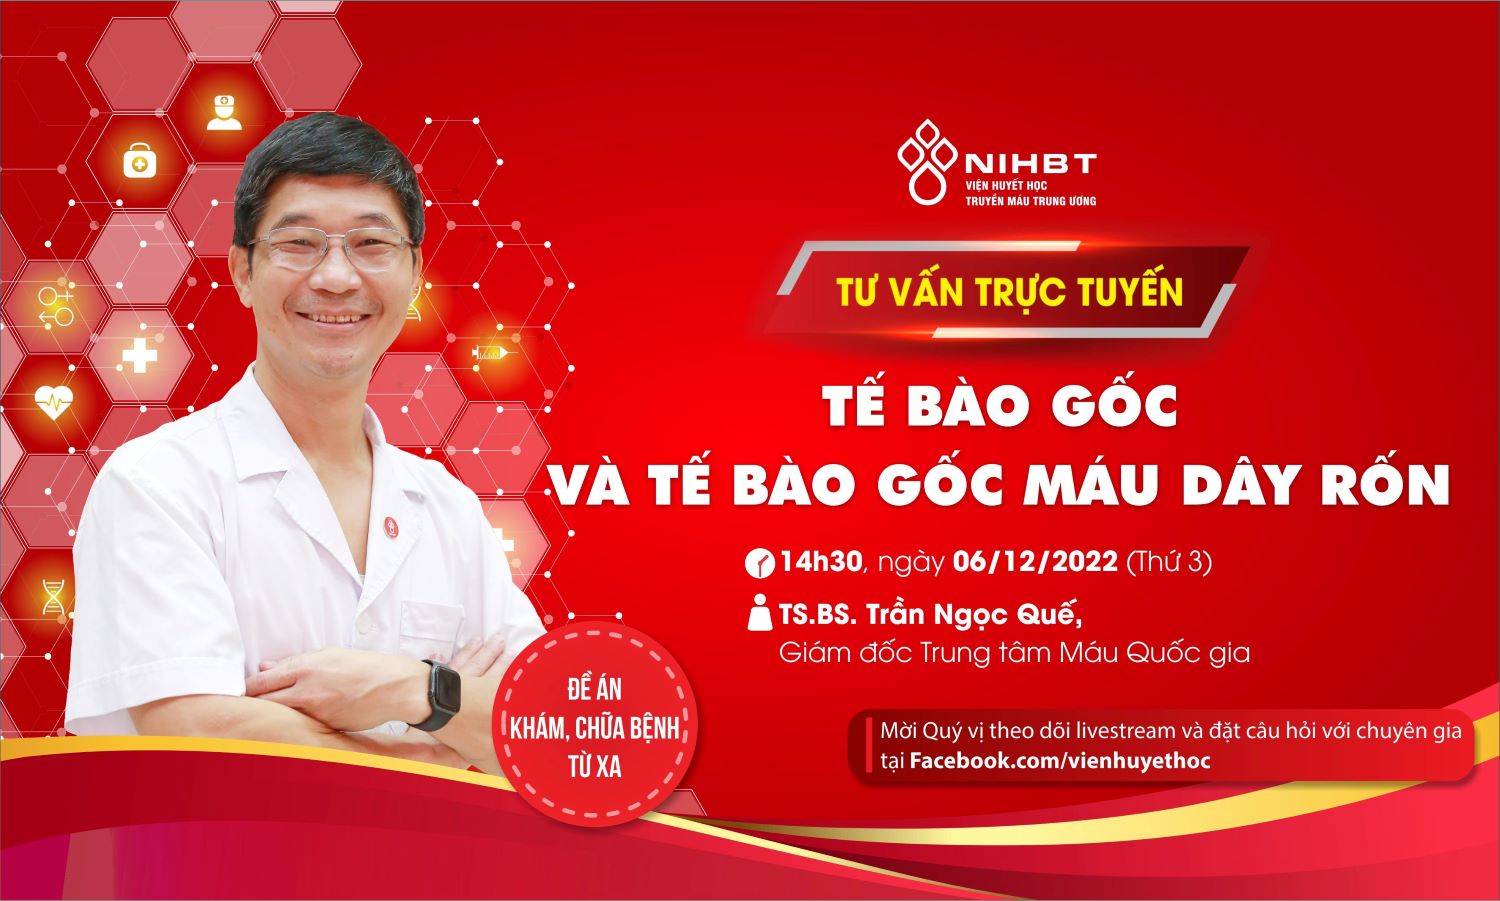 NIHBT
VIỆN HUYẾT HỌC
TRUYỀN MÁU TRUNG ƯƠNG
TƯ VẤN TRỰC TUYẾN
TẾ BÀO GỐC
VÀ TẾ BÀO GỐC MÁU DÂY RỐN
14h30, ngày 06/12/2022 (Thứ 3)
TS.BS. Trần Ngọc Quế,
Giám đốc Trung tâm Máu Quốc gia
ĐỀ ÁN
KHÁM, CHỮA BỆNH
TỪ XA
Mời Quý vị theo dõi livestream và đặt câu hỏi với chuyên gia
tại Facebook.com/vienhuyethoc